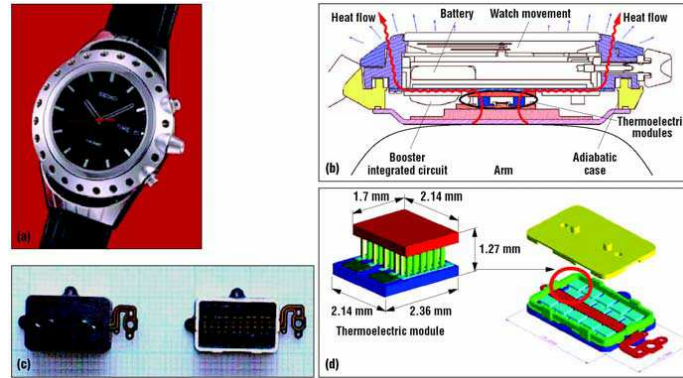 SEIKO
(a)
Heat flow
Battery
Watch movement
Heat flow
Thermoelectric
modules
Booster
integrated circuit
Arm
Adiabatic
case
(b)
(c)
1.7 mm
2.14 mm
1.27 mm
2.14 mm
2.36 mm
Thermoelectric module
(d)